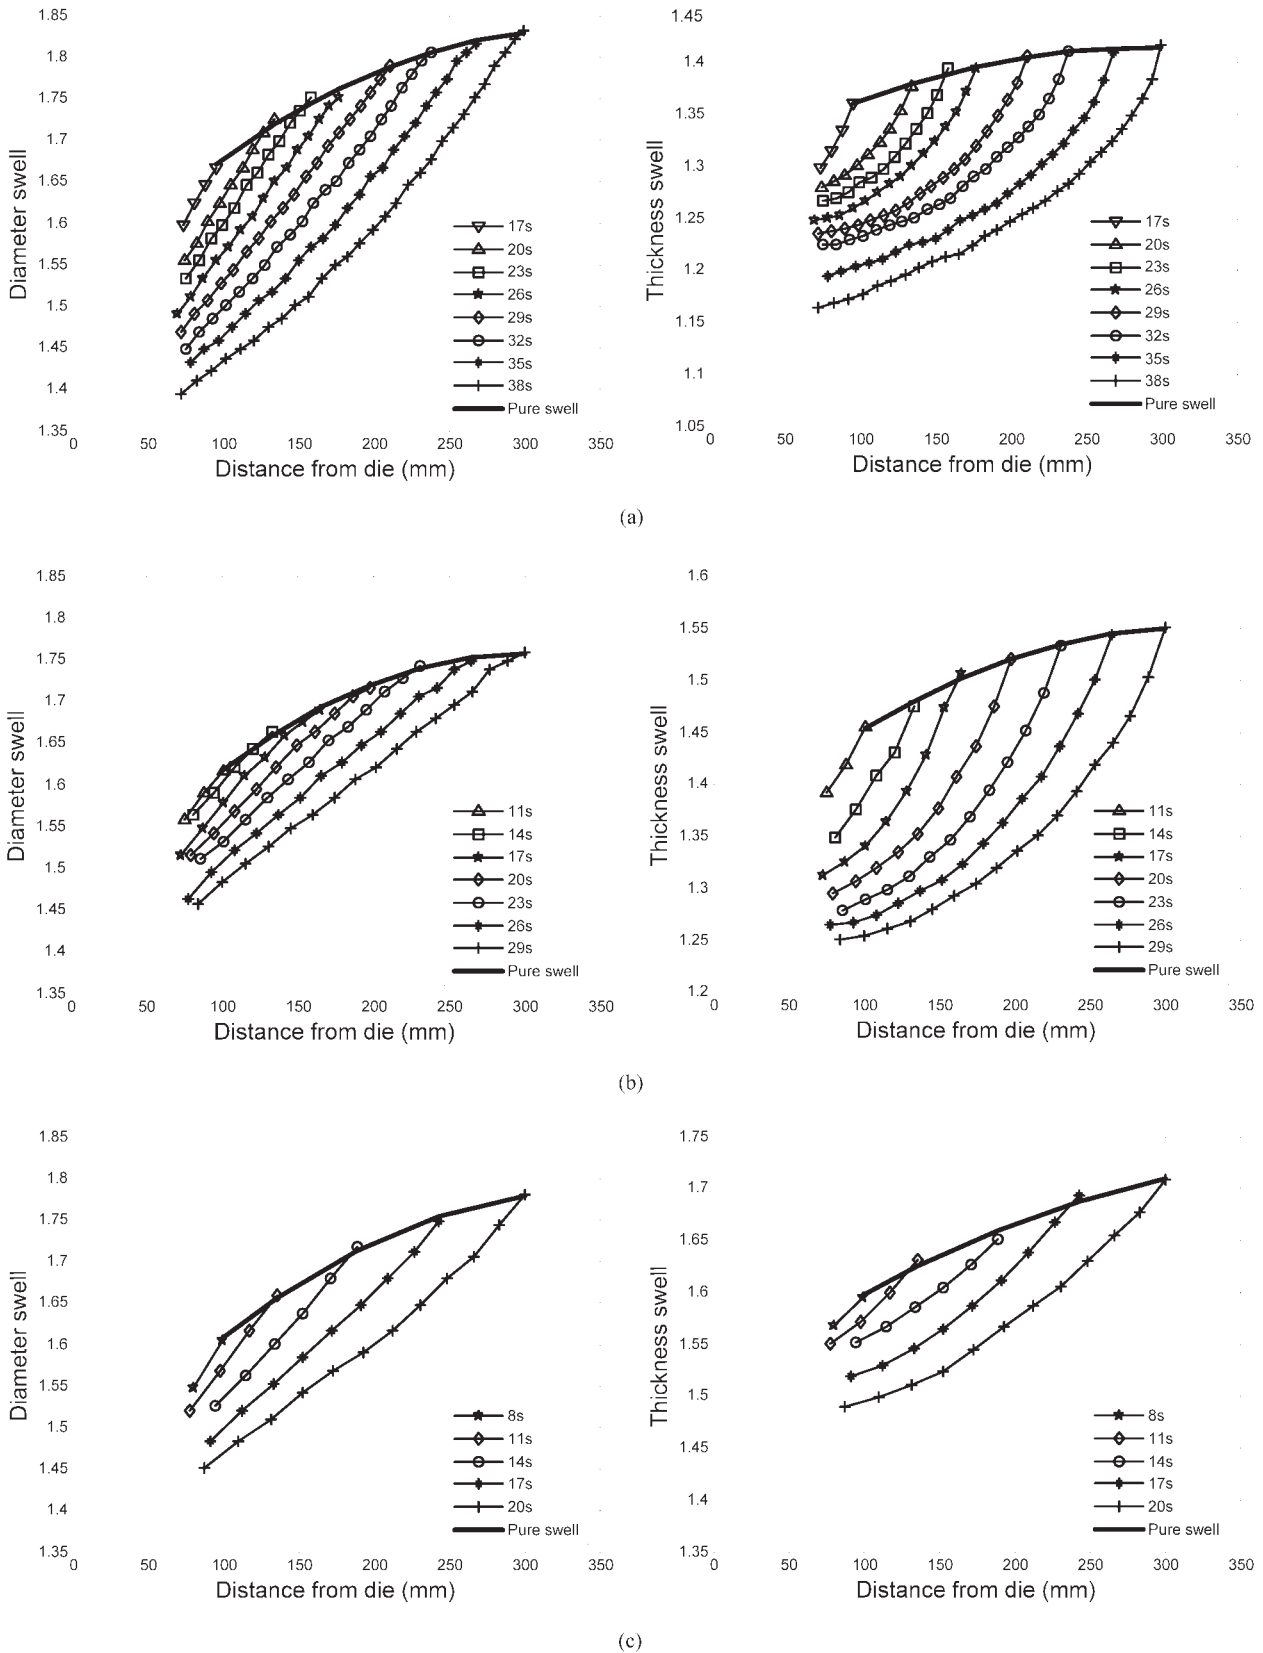 1.85
1.8
1.75
1.7
1.65
1.6
1.55
1.5
1.45
1.4
1.35
Diameter swell
0 50 100 150 200 250 300 350
Distance from die (mm)
17s
20s
23s
26s
29s
32s
35s
38s
Pure swell
1.45
1.4
1.35
1.3
1.25
1.2
1.15
1.1
1.05
Thickness swell
0 50 100 150 200 250 300 350
Distance from die (mm)
17s
20s
23s
26s
29s
32s
35s
38s
Pure swell
(a)
1.85
1.8
1.75
1.7
1.65
1.6
1.55
1.5
1.45
1.4
1.35
Diameter swell
0 50 100 150 200 250 300 350
Distance from die (mm)
11s
14s
17s
20s
23s
26s
29s
Pure swell
1.6
1.55
1.5
1.45
1.4
1.35
1.3
1.25
1.2
Thickness swell
0 50 100 150 200 250 300 350
Distance from die (mm)
11s
14s
17s
20s
23s
26s
29s
Pure swell
(b)
1.85
1.8
1.75
1.7
1.65
1.6
1.55
1.5
1.45
1.4
1.35
Diameter swell
0 50 100 150 200 250 300 350
Distance from die (mm)
8s
11s
14s
17s
20s
Pure swell
1.75
1.7
1.65
1.6
1.55
1.5
1.45
1.4
1.35
Thickness swell
0 50 100 150 200 250 300 350
Distance from die (mm)
8s
11s
14s
17s
20s
Pure swell
(c)